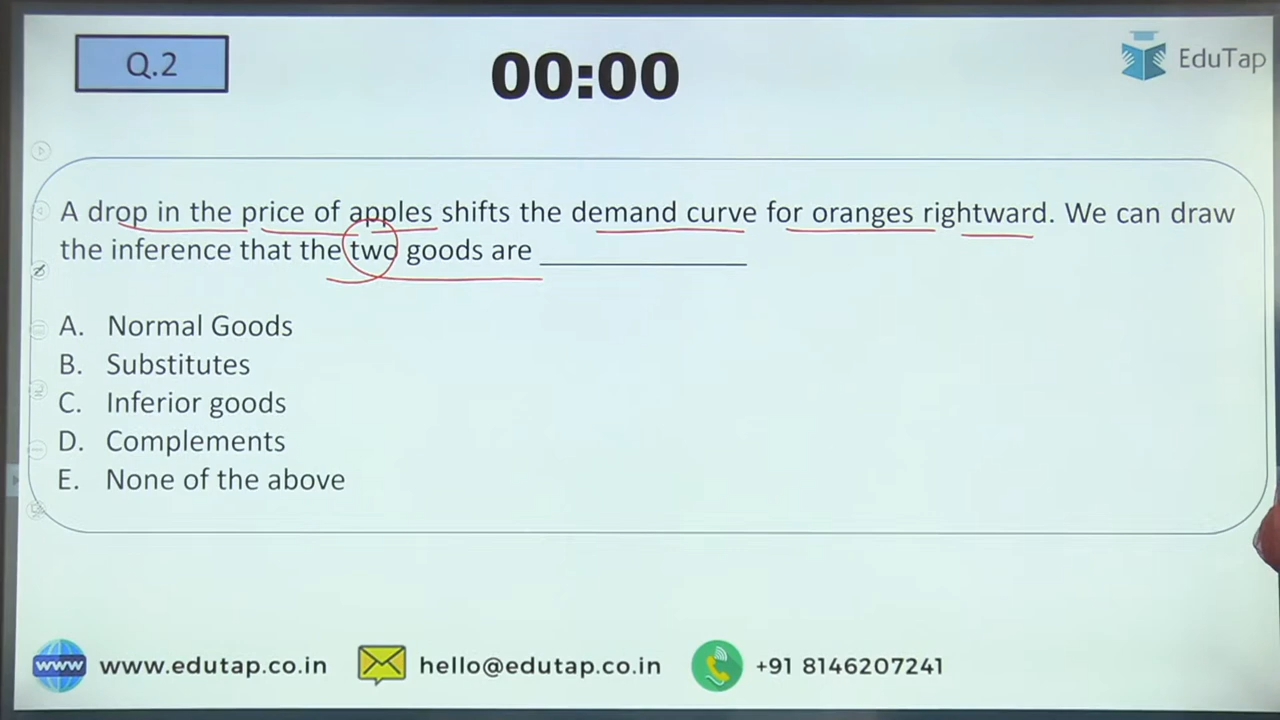 Q.2
00:00
EduTap
A drop in the price of apples shifts the demand curve for oranges rightward. We can draw
the inference that the two goods are ____________
A. Normal Goods
B. Substitutes
C. Inferior goods
D. Complements
E. None of the above
www www.edutap.co.in hello@edutap.co.in +91 8146207241